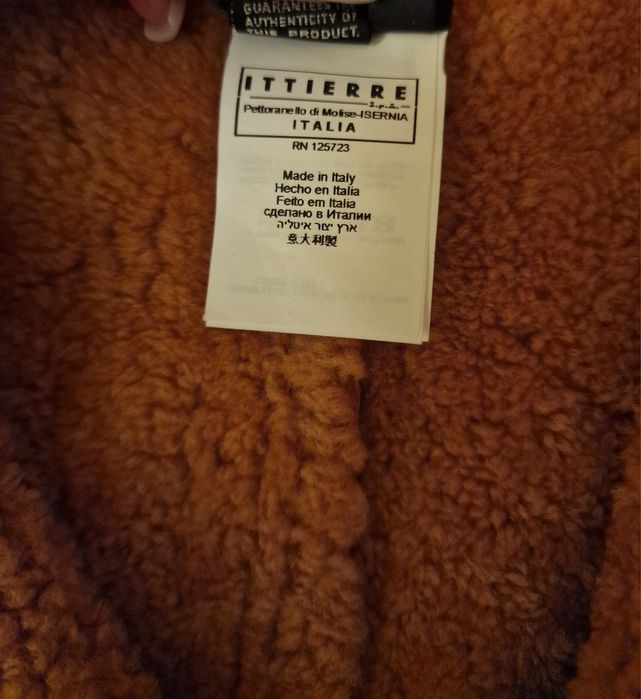 GUARANTEES THE
AUTHENTICITY OF
THIS PRODUCT.
ITTIERRE
S.p.A.
Pettoranello di Molise-ISERNIA
ITALIA
RN 125723
Made in Italy
Hecho en Italia
Feito em Italia
сделано в Италии
ארץ יצור איטליה
意大利製